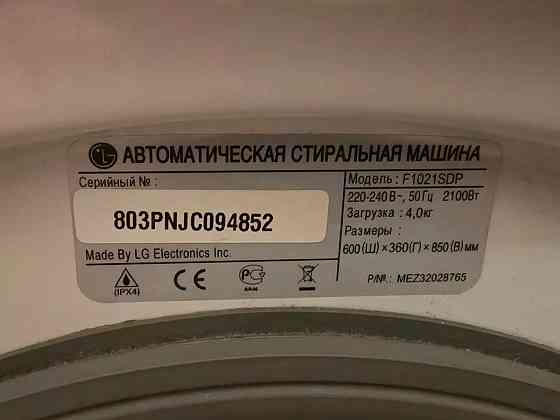 LG АВТОМАТИЧЕСКАЯ СТИРАЛЬНАЯ МАШИНА
Серийный № :
803PNJC094852
Made By LG Electronics Inc.
(IPX4)
Модель : F1021SDP
220-240 В~, 50 Гц 2100Вт
Загрузка : 4,0кг
Размеры :
600(Ш)×360(Г)×850(В)мм
P/№.: MEZ32028765